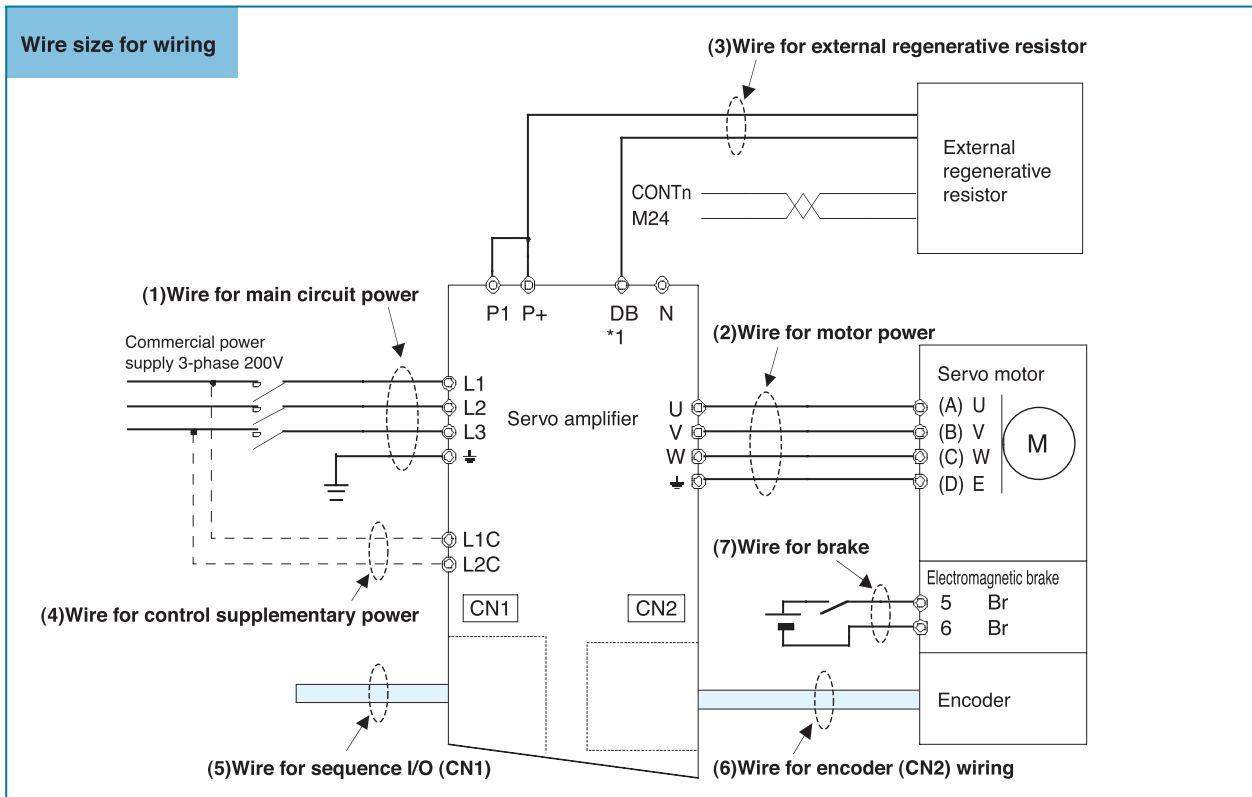 Wire size for wiring
(3)Wire for external regenerative resistor
External
regenerative
resistor
CONTn
M24
(1)Wire for main circuit power
P1 P+ DB N
*1
(2)Wire for motor power
Commercial power
supply 3-phase 200V
Servo motor
L1
L2
L3
Servo amplifier
U
V
W
(A) U
(B) V
(C) W
(D) E
M
L1C
L2C
(7)Wire for brake
Electromagnetic brake
5 Br
6 Br
(4)Wire for control supplementary power
CN1
CN2
Encoder
(5)Wire for sequence I/O (CN1)
(6)Wire for encoder (CN2) wiring